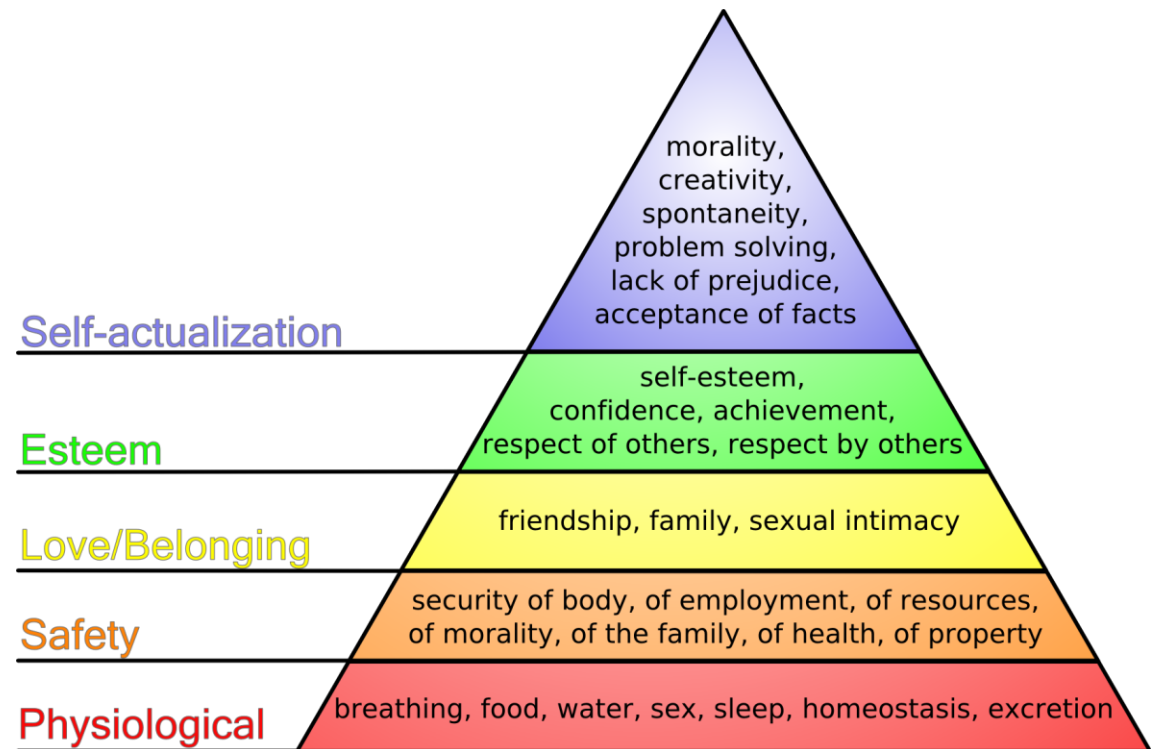 morality,
creativity,
spontaneity,
problem solving,
lack of prejudice,
acceptance of facts
Self-actualization
self-esteem,
confidence, achievement,
respect of others, respect by others
Esteem
friendship, family, sexual intimacy
Love/Belonging
security of body, of employment, of resources,
of morality, of the family, of health, of property
Safety
breathing, food, water, sex, sleep, homeostasis, excretion
Physiological